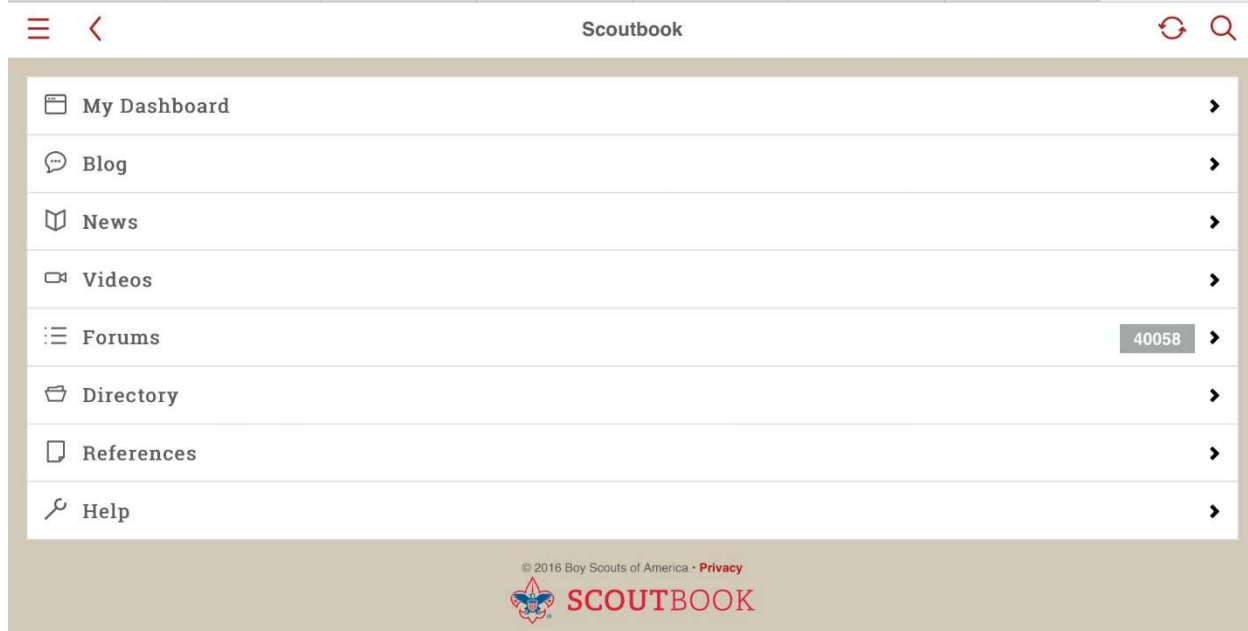 Scoutbook
My Dashboard
Blog
News
Videos
Forums 40058
Directory
References
Help
© 2016 Boy Scouts of America • Privacy
SCOUTBOOK